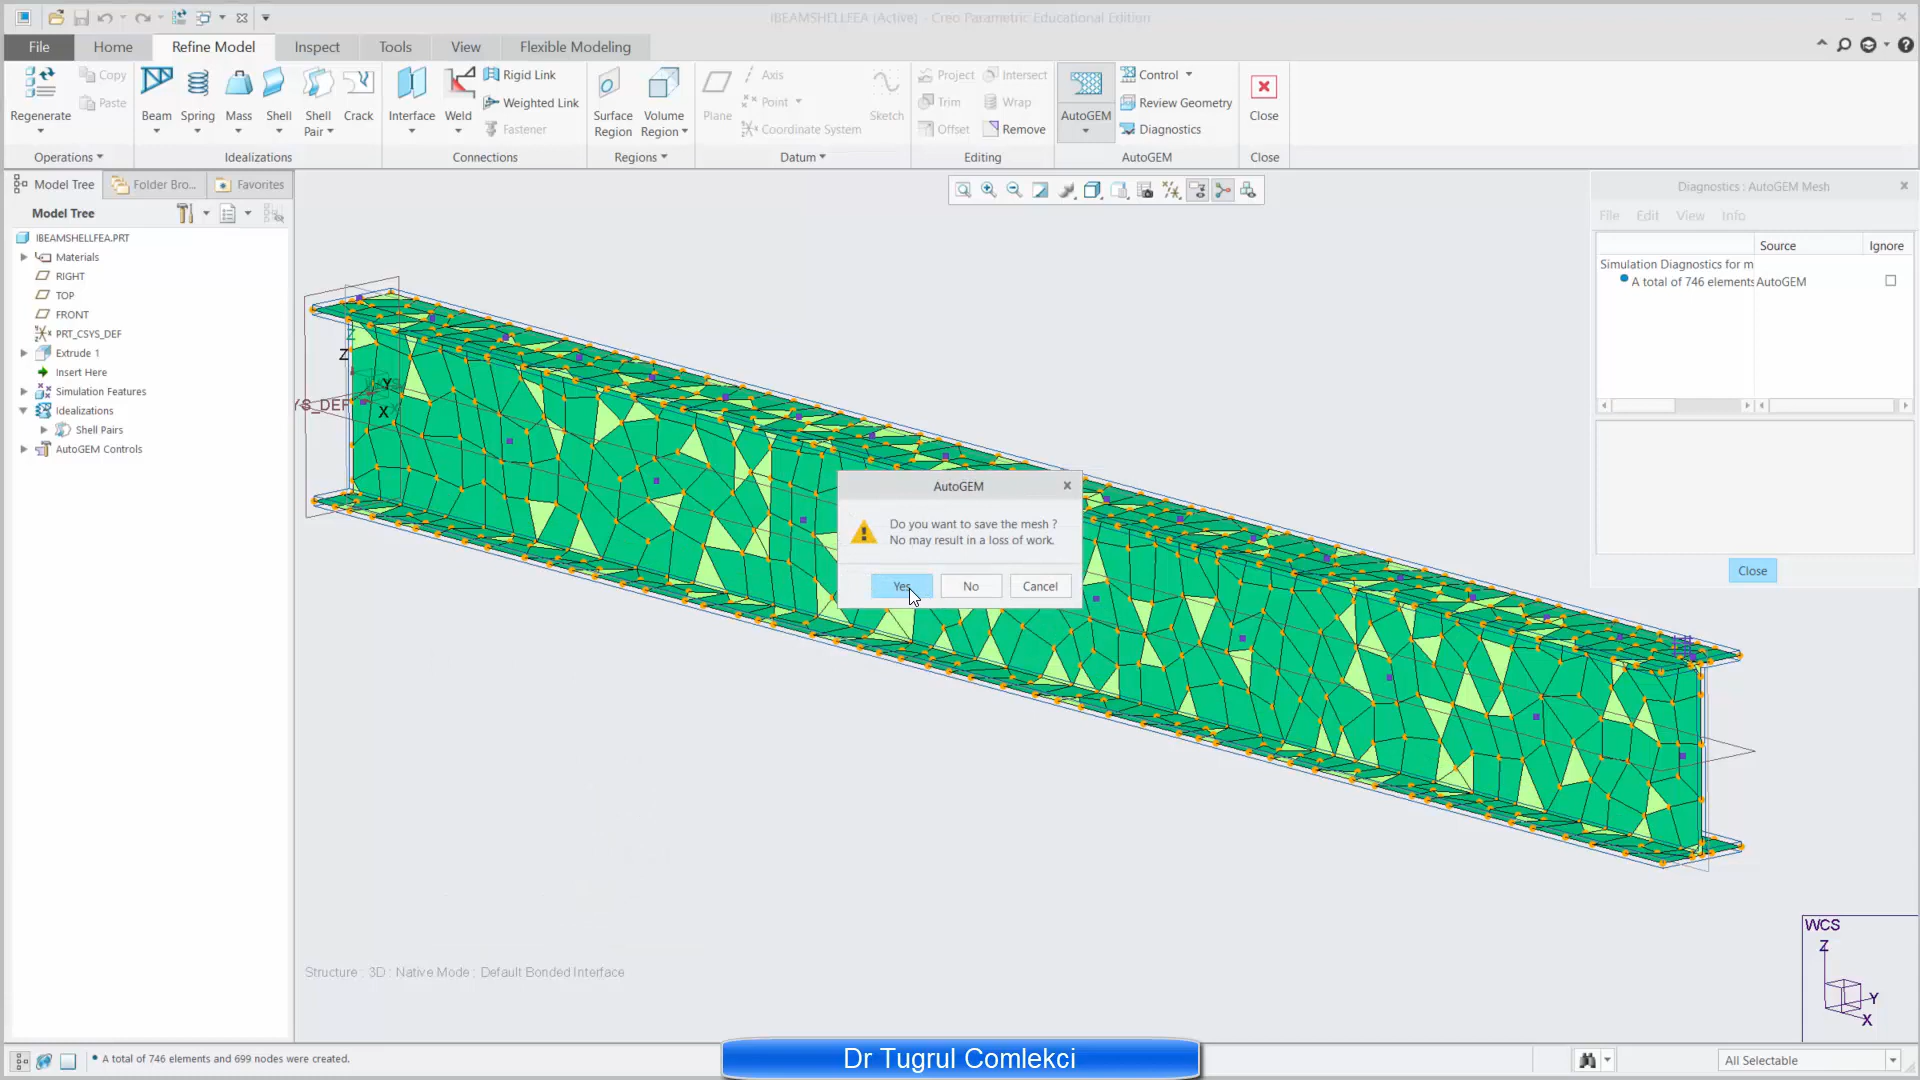 IBEAMSHELLFEA (Active) - Creo Parametric Educational Edition
File Home Refine Model Inspect Tools View Flexible Modeling
Regenerate
Copy
Paste
Operations
Beam
Spring
Mass
Shell
Shell Pair
Crack
Idealizations
Interface
Weld
Rigid Link
Weighted Link
Fastener
Connections
Surface Region
Volume Region
Regions
Plane
Axis
Point
Coordinate System
Sketch
Datum
Project
Intersect
Trim
Wrap
Offset
Remove
Editing
AutoGEM
Control
Review Geometry
Diagnostics
AutoGEM
Close
Close
Model Tree
Folder Bro...
Favorites
Model Tree
IBEAMSHELLFEA.PRT
Materials
RIGHT
TOP
FRONT
PRT_CSYS_DEF
Extrude 1
Insert Here
Simulation Features
Idealizations
Shell Pairs
AutoGEM Controls
Z
Y
X
YS_DEF
AutoGEM
Do you want to save the mesh ?
No may result in a loss of work.
Yes No Cancel
Diagnostics : AutoGEM Mesh
File Edit View Info
Source Ignore
Simulation Diagnostics for m
A total of 746 elements AutoGEM
Close
WCS
Z
Y
X
Structure : 3D : Native Mode : Default Bonded Interface
A total of 746 elements and 699 nodes were created.
Dr Tugrul Comlekci
All Selectable